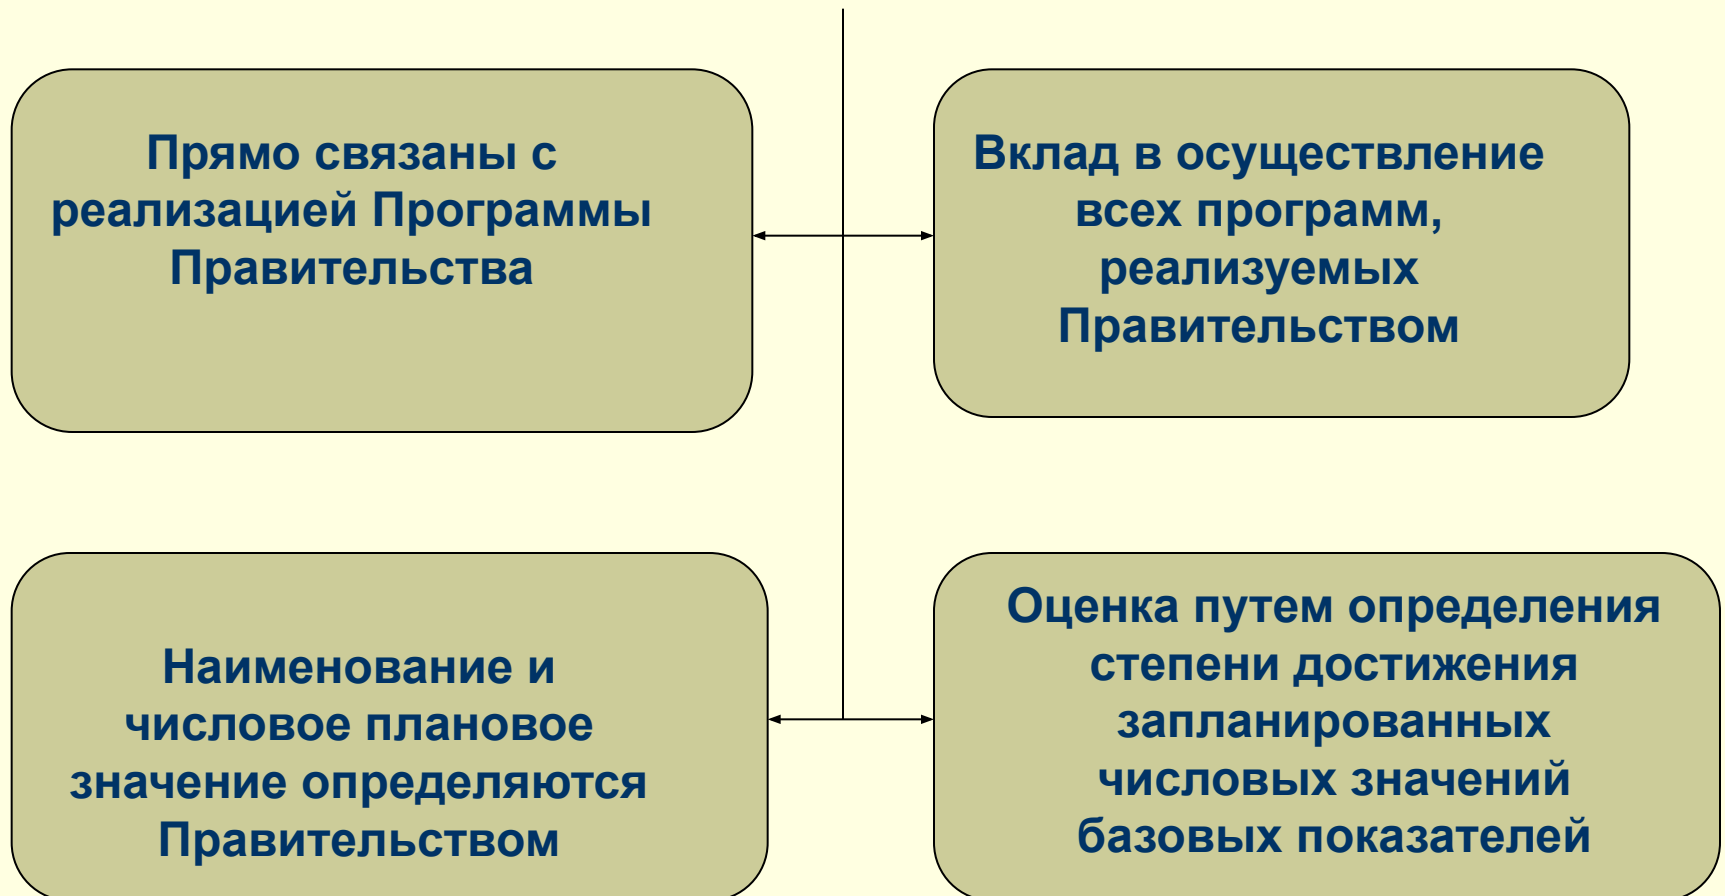 Прямо связаны с
реализацией Программы
Правительства
Вклад в осуществление
всех программ,
реализуемых
Правительством
Наименование и
числовое плановое
значение определяются
Правительством
Оценка путем определения
степени достижения
запланированных
числовых значений
базовых показателей